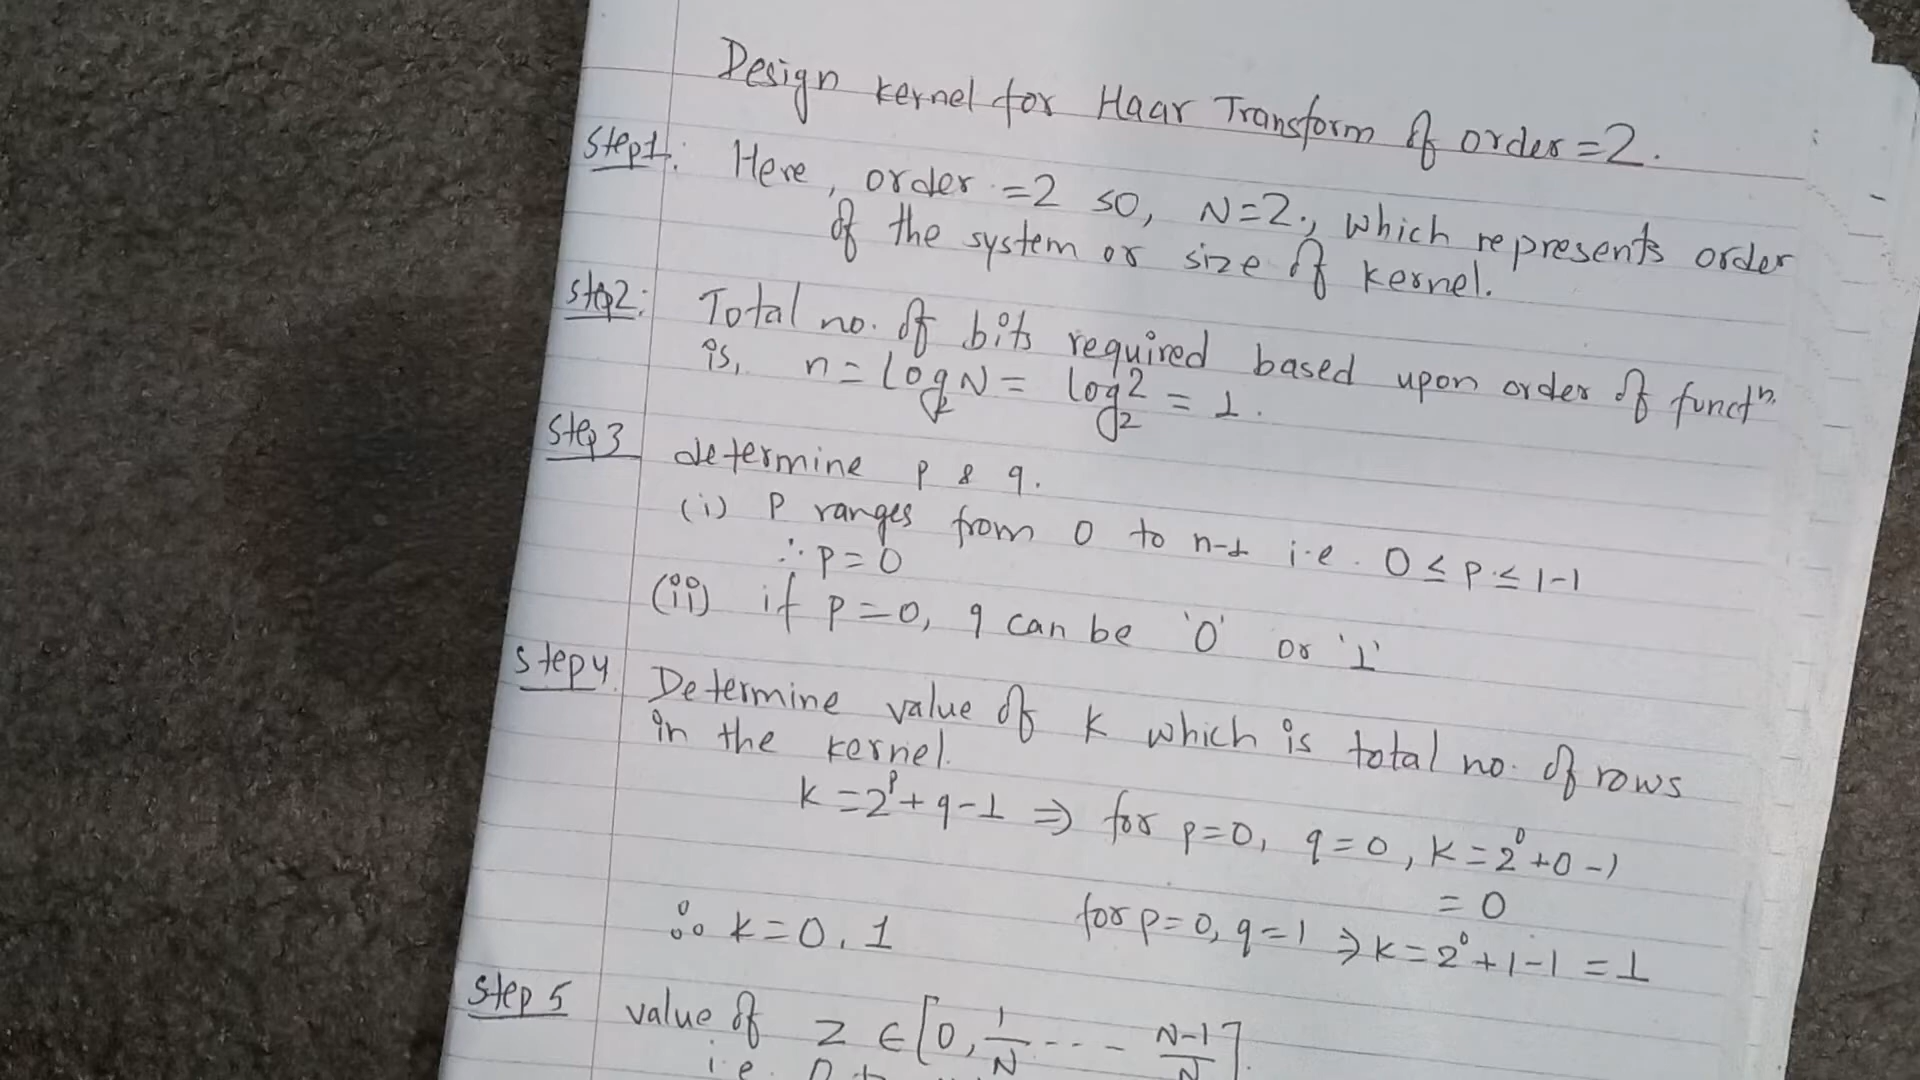 Design kernel for Haar Transform of order = 2.
Step1: Here, order = 2 so, N=2, which represents order
of the system or size of kernel.
Step2: Total no. of bits required based upon order of functⁿ.
is, n = log₂N = log₂2 = 1.
Step3 determine p & q.
(i) P ranges from 0 to n-1 i.e. 0 ≤ p ≤ 1-1
∴ p = 0
(ii) if p=0, q can be '0' or '1'
Step4 Determine value of k which is total no. of rows
in the kernel.
k = 2ᵖ + q - 1 ⇒ for p=0, q=0, k = 2⁰ + 0 - 1
= 0
∴ k = 0, 1 for p=0, q=1 ⇒ k = 2⁰ + 1 - 1 = 1
Step 5 value of Z ∈ [0, 1/N ---- N-1/N]
i.e. 0